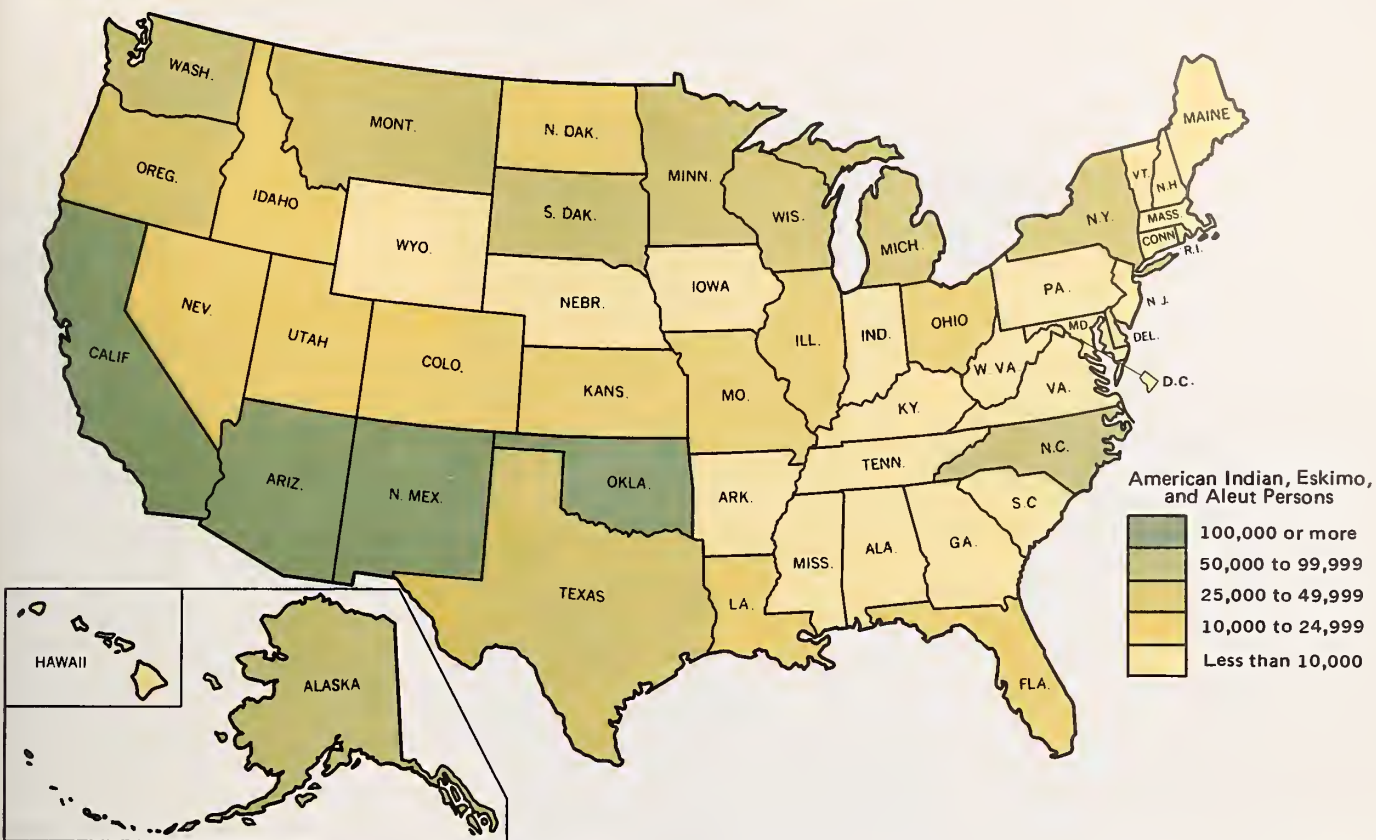 WASH.
MONT.
N. DAK.
MINN.
MAINE
OREG.
IDAHO
S. DAK.
WIS.
MICH.
N.Y.
VT.
N.H
MASS.
CONN
R.I.
WYO.
IOWA
NEBR.
PA.
N.J.
NEV.
UTAH
COLO.
KANS.
MO.
ILL.
IND.
OHIO
W. VA
VA.
MD.
DEL.
D.C.
CALIF
KY.
ARIZ.
N. MEX.
OKLA.
ARK.
TENN.
N.C.
S.C
TEXAS
LA.
MISS.
ALA.
GA.
FLA.
HAWAII
ALASKA
American Indian, Eskimo,
and Aleut Persons
100,000 or more
50,000 to 99,999
25,000 to 49,999
10,000 to 24,999
Less than 10,000